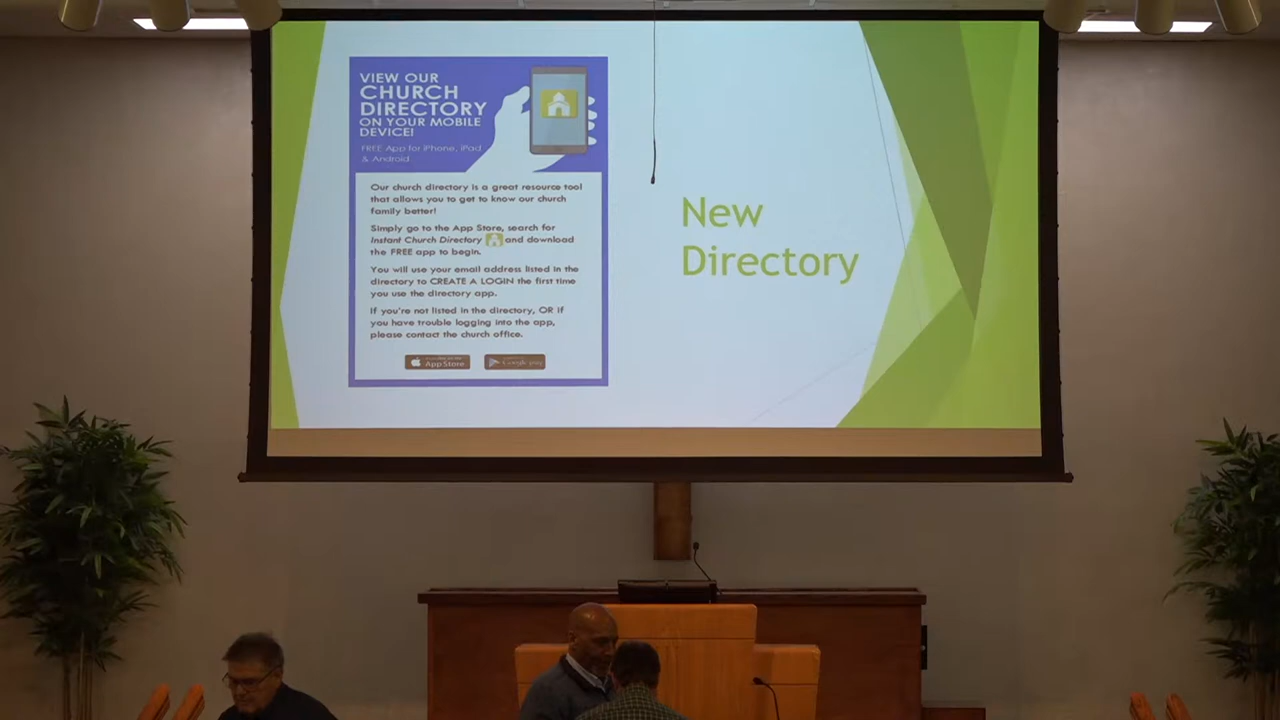 VIEW OUR
CHURCH
DIRECTORY
ON YOUR MOBILE
DEVICE!
FREE App for iPhone, iPad
& Android
Our church directory is a great resource tool
that allows you to get to know our church
family better!
Simply go to the App Store, search for
Instant Church Directory and download
the FREE app to begin.
You will use your email address listed in the
directory to CREATE A LOGIN the first time
you use the directory app.
If you're not listed in the directory, OR if
you have trouble logging into the app,
please contact the church office.
App Store
Google play
New
Directory